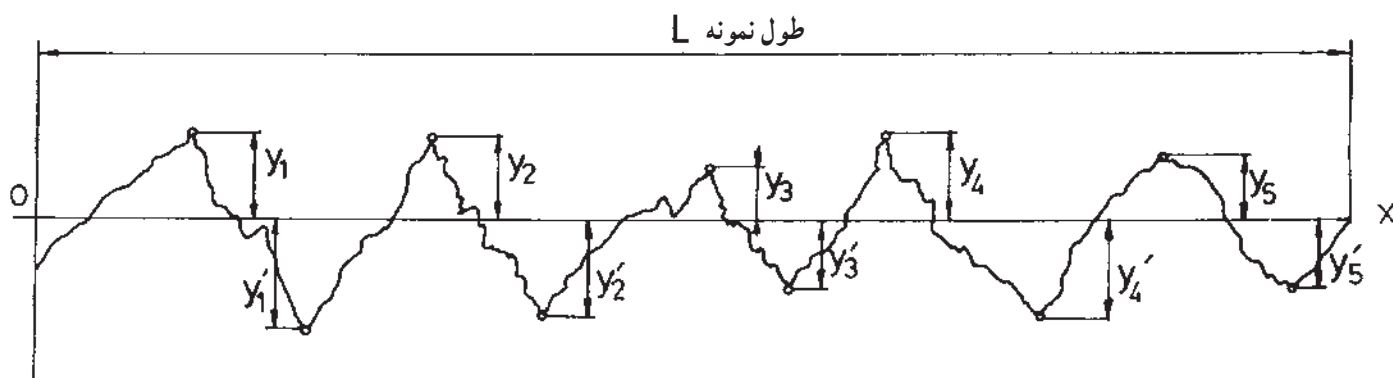 طول نمونه L
O
y₁ y₂ y₃ y₄ y₅
x
y₁′ y₂′ y₃′ y₄′ y₅′